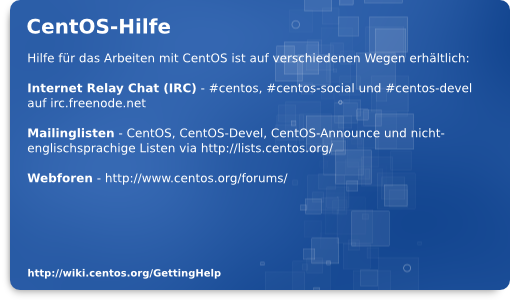 CentOS-Hilfe
Hilfe für das Arbeiten mit CentOS ist auf verschiedenen Wegen erhältlich:
Internet Relay Chat (IRC) - #centos, #centos-social und #centos-devel
auf irc.freenode.net
Mailinglisten - CentOS, CentOS-Devel, CentOS-Announce und nicht-
englischsprachige Listen via http://lists.centos.org/
Webforen - http://www.centos.org/forums/
http://wiki.centos.org/GettingHelp